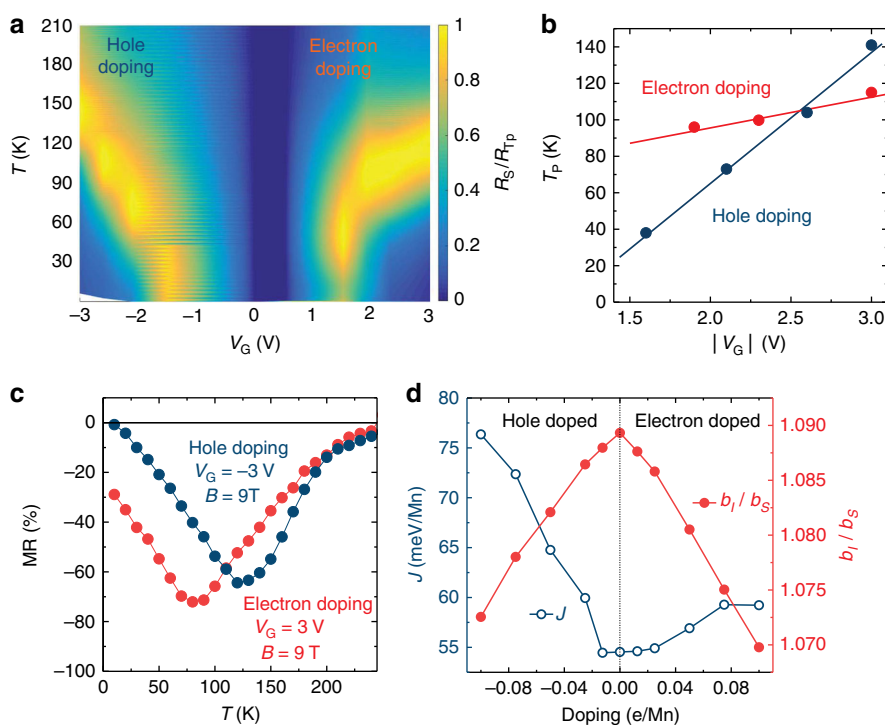 a
210
180
150
120
90
60
30
T (K)
Hole
doping
Electron
doping
−3
−2
−1
0
1
2
3
V_G (V)
1
0.8
0.6
0.4
0.2
0
R_S/R_Tp
b
140
120
100
80
60
40
20
0
T_P (K)
Electron doping
Hole doping
1.5
2.0
2.5
3.0
| V_G | (V)
c
0
−20
−40
−60
−80
−100
MR (%)
Hole doping
V_G = −3 V
B = 9T
Electron doping
V_G = 3 V
B = 9 T
0
50
100
150
200
T (K)
d
80
75
70
65
60
55
J (meV/Mn)
Hole doped
Electron doped
b_l / b_S
J
1.090
1.085
1.080
1.075
1.070
b_l / b_S
−0.08
−0.04
0.00
0.04
0.08
Doping (e/Mn)